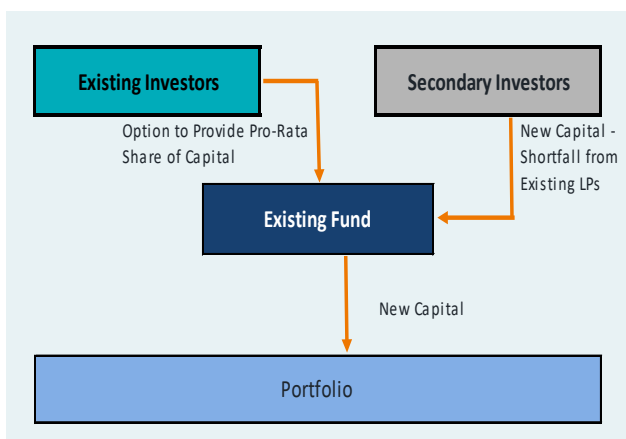 Existing Investors
Secondary Investors
Option to Provide Pro-Rata
Share of Capital
New Capital -
Shortfall from
Existing LPs
Existing Fund
New Capital
Portfolio